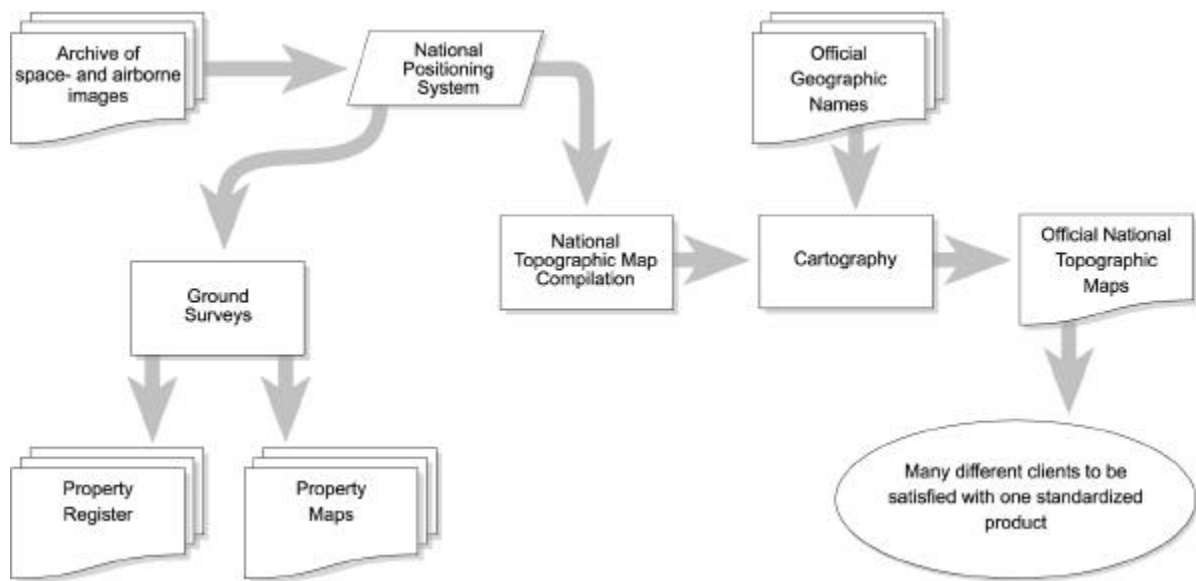 Archive of
space- and airborne
images
National
Positioning
System
Official
Geographic
Names
National
Topographic Map
Compilation
Cartography
Official National
Topographic
Maps
Ground
Surveys
Property
Register
Property
Maps
Many different clients to be
satisfied with one standardized
product